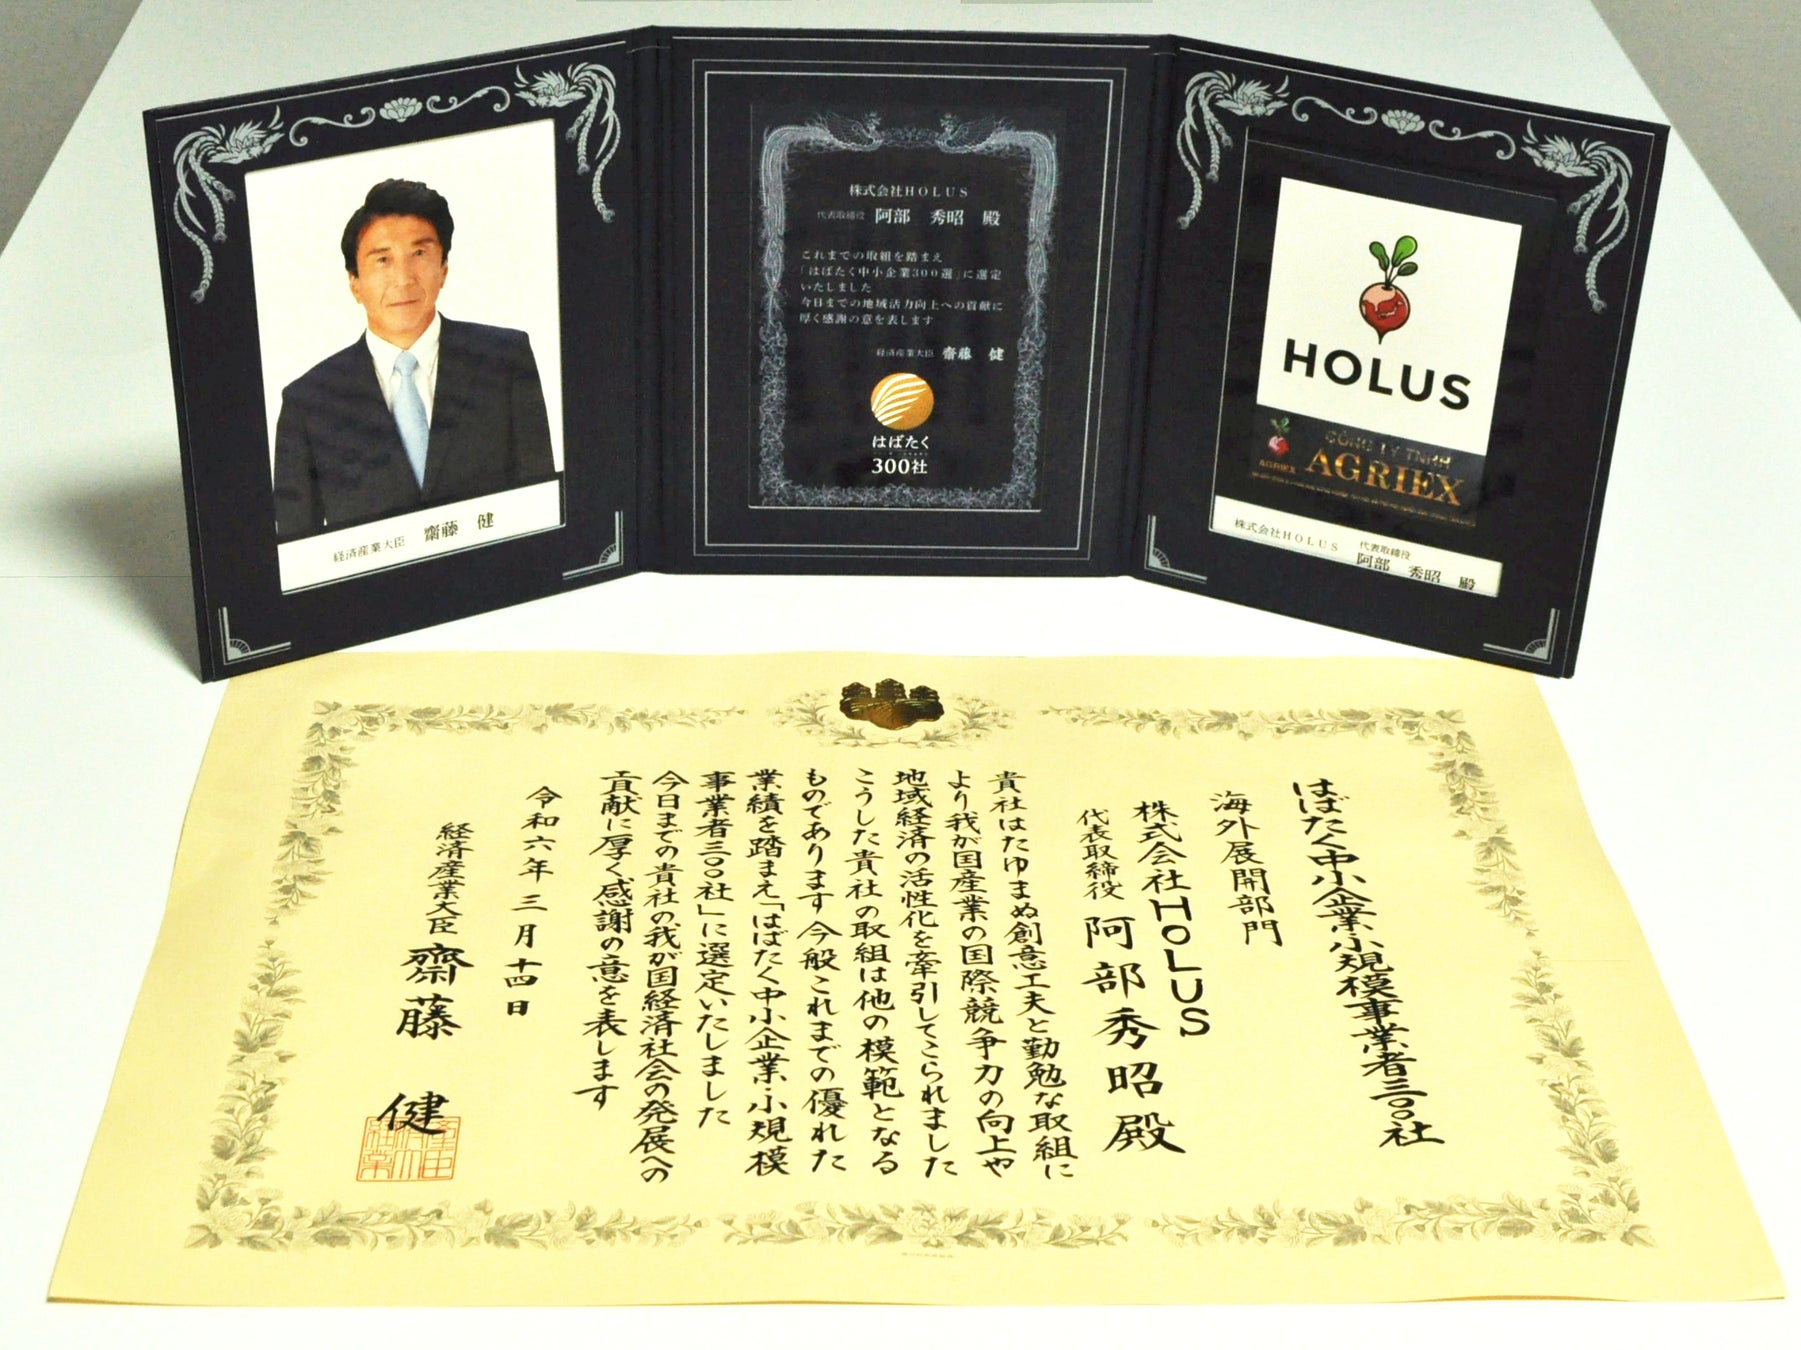 経済産業大臣 齋藤 健
株式会社HOLUS
代表取締役 阿部 秀昭 殿
これまでの取組を踏まえ
「はばたく中小企業300選」に選定
いたしました
今日までの地域活力向上への貢献に
厚く感謝の意を表します
経済産業大臣 齋藤 健
はばたく
300社
HOLUS
CÔNG TY TNHH
AGRIEX
AGRIEX
株式会社HOLUS 代表取締役
阿部 秀昭 殿
はばたく中小企業・小規模事業者三〇〇社
海外展開部門
株式会社HOLUS
代表取締役 阿部秀昭殿
貴社はたゆまぬ創意工夫と勤勉な取組に
より我が国産業の国際競争力の向上や
地域経済の活性化を牽引してこられました
こうした貴社の取組は他の模範となる
ものであります 今般これまでの優れた
業績を踏まえ「はばたく中小企業・小規模
事業者三〇〇社」に選定いたしました
今日までの貴社の我が国経済社会の発展への
貢献に厚く感謝の意を表します
令和六年三月十四日
経済産業大臣 齋藤 健